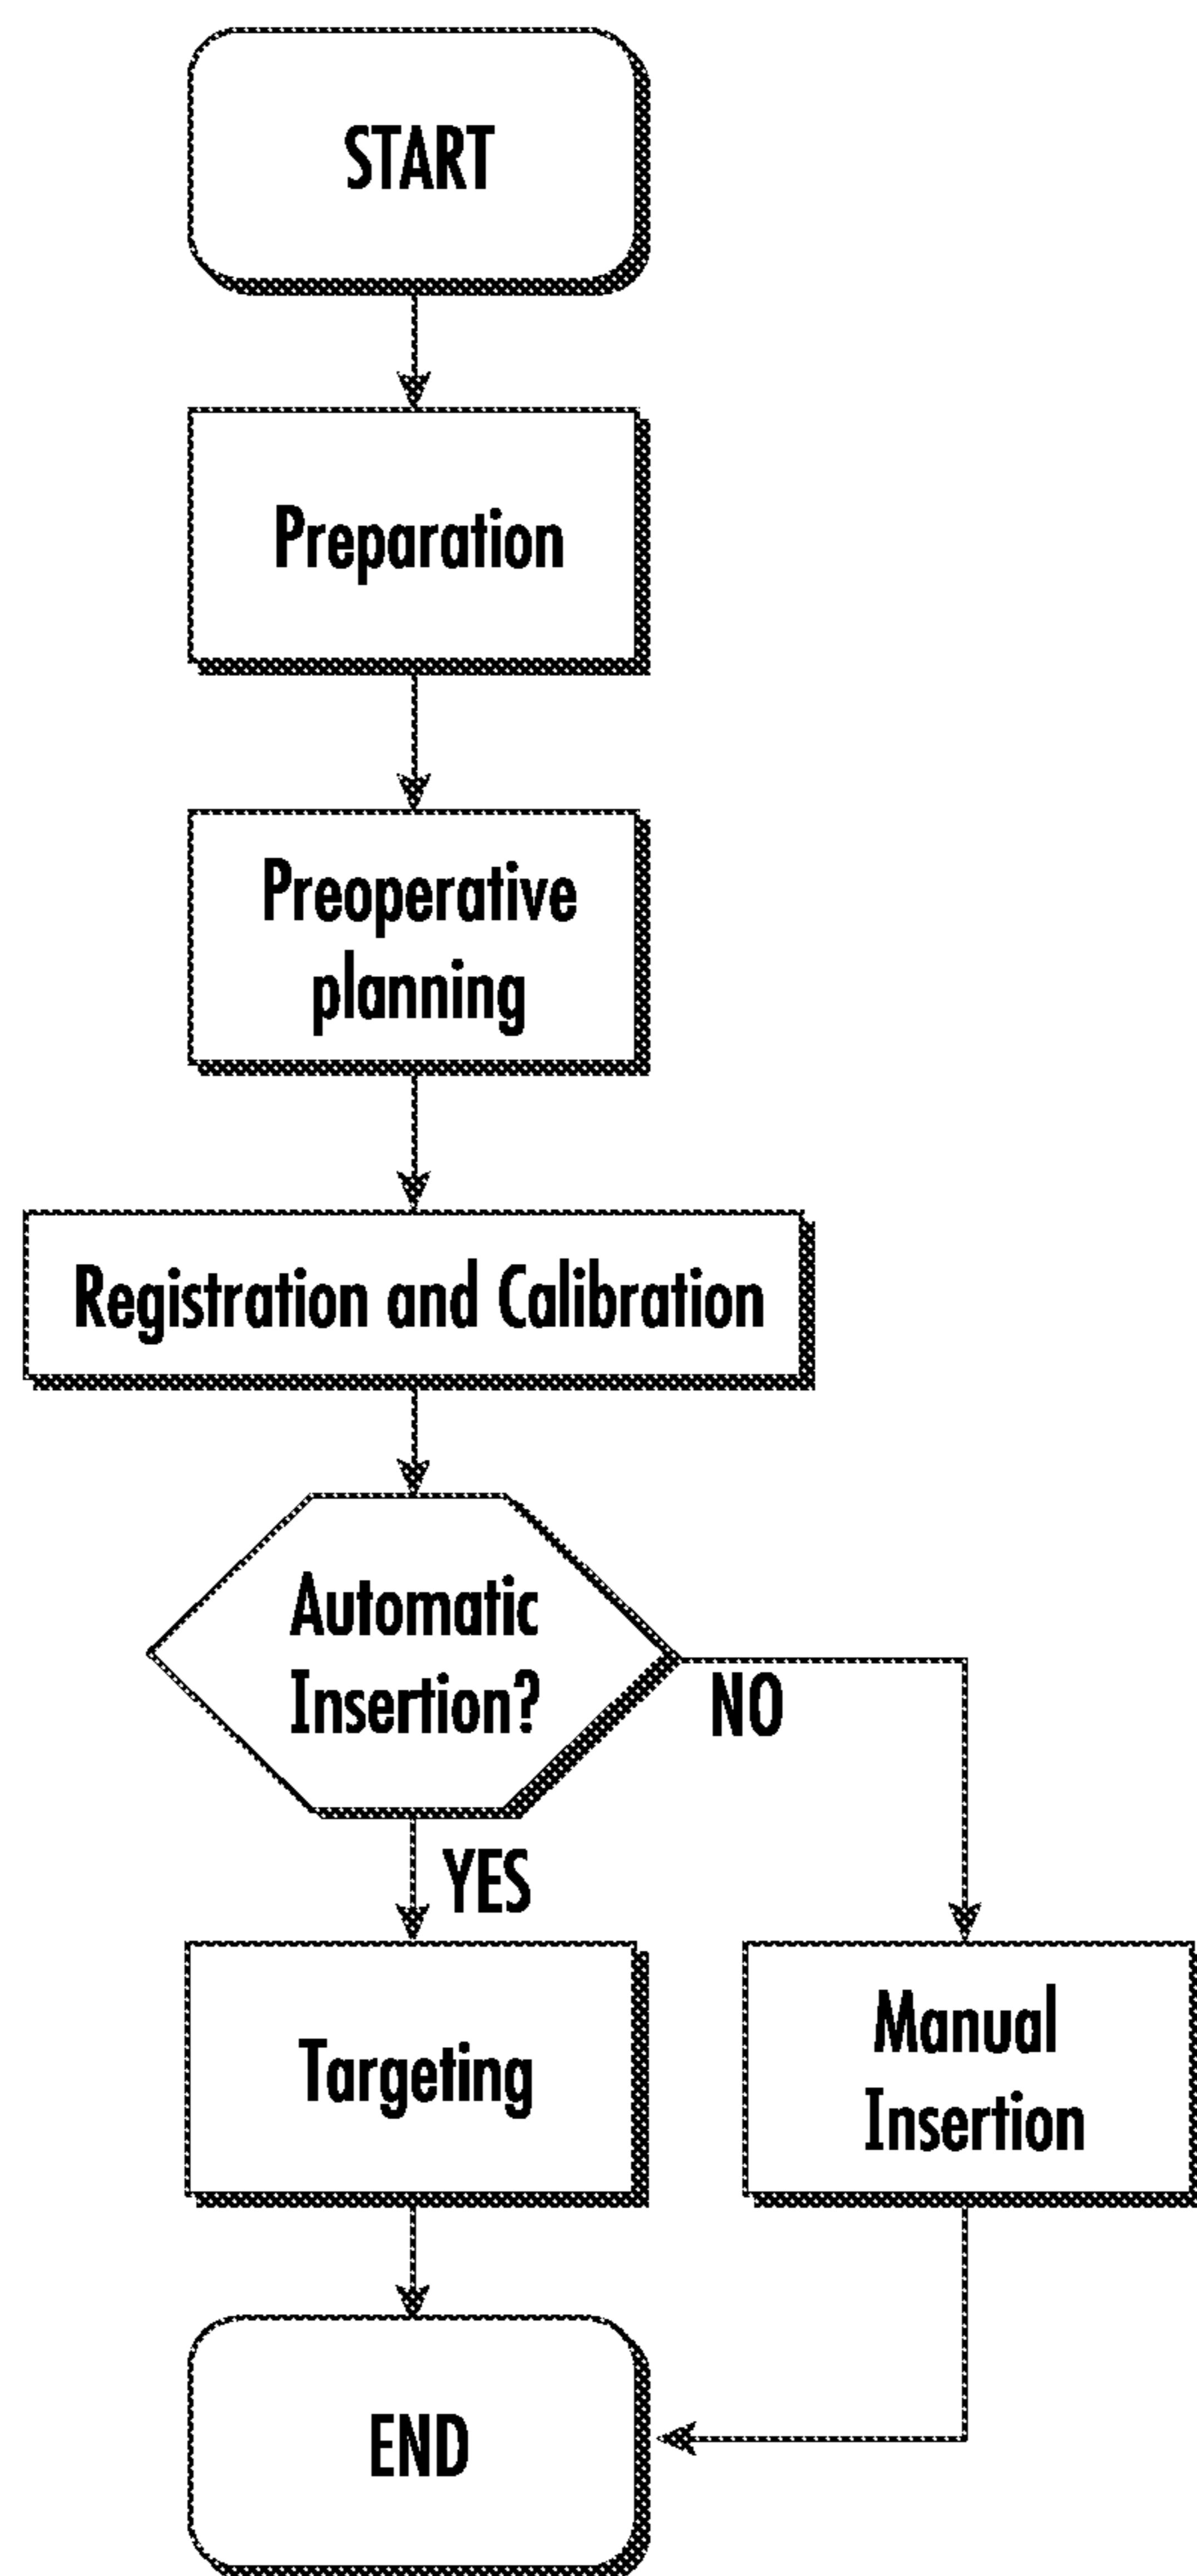 START
Preparation
Preoperative
planning
Registration and Calibration
Automatic
Insertion?
NO
YES
Targeting
Manual
Insertion
END